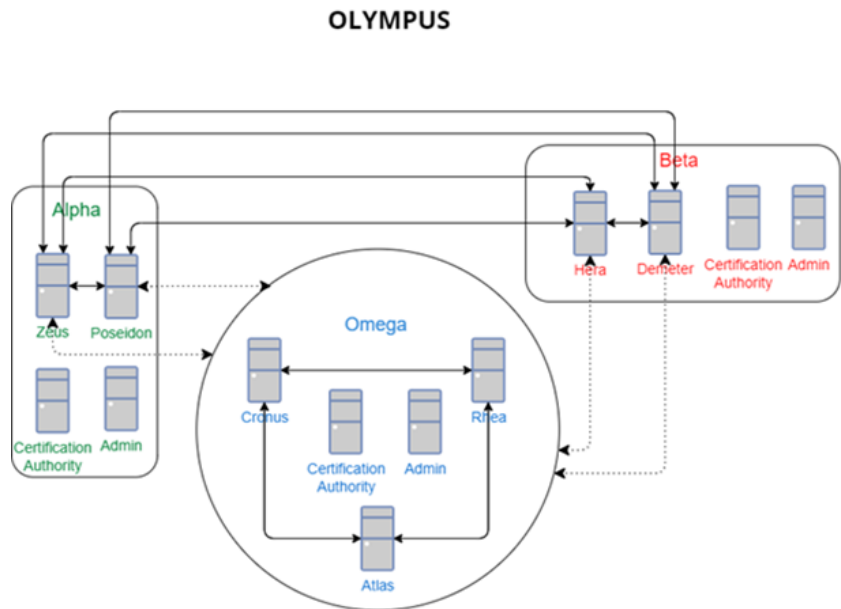 OLYMPUS
Beta
Alpha
Hera
Demeter
Certification
Authority
Admin
Zeus
Poseidon
Omega
Cronus
Rhea
Certification
Authority
Admin
Certification
Authority
Admin
Atlas